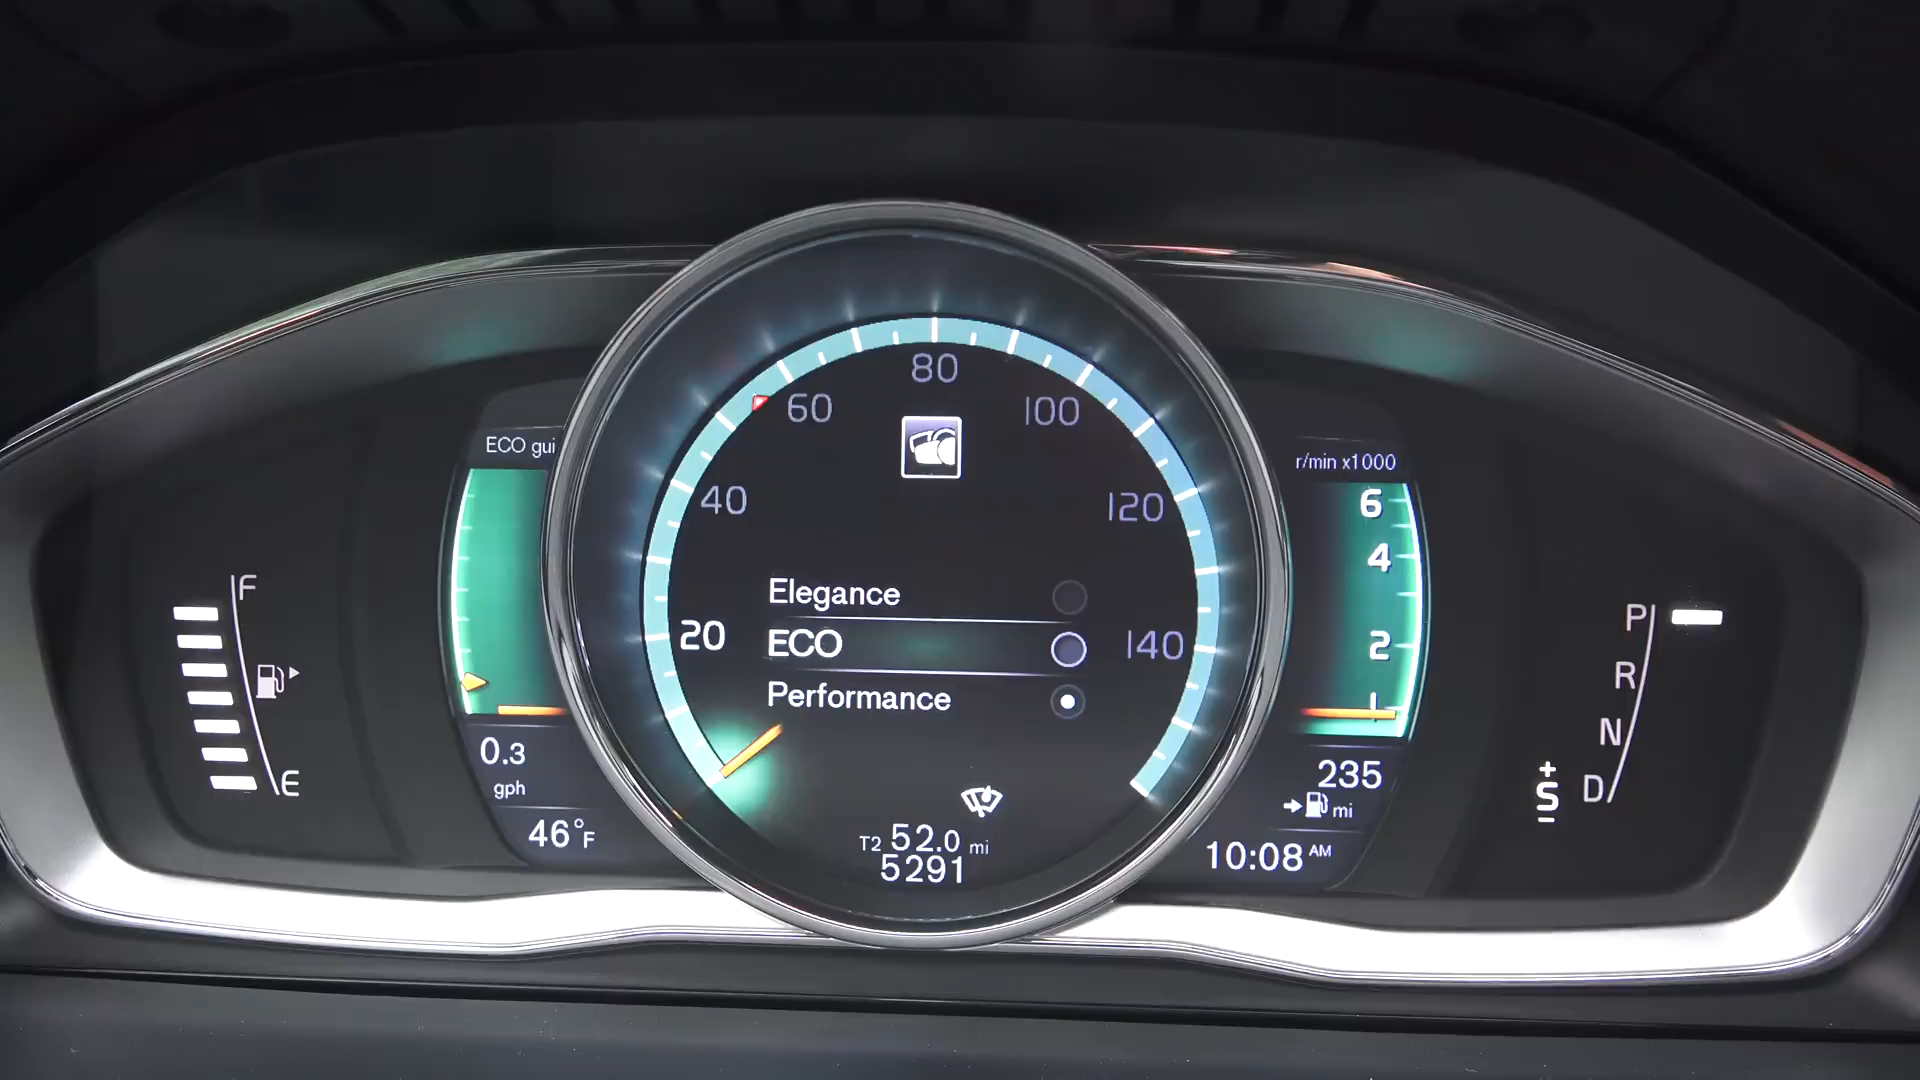 F
E
ECO gui
0.3
gph
46°F
20
40
60
80
100
120
140
Elegance
ECO
Performance
T2 52.0 mi
5291
r/min x1000
6
4
2
1
235
mi
10:08 AM
P
R
N
D
+
S
-